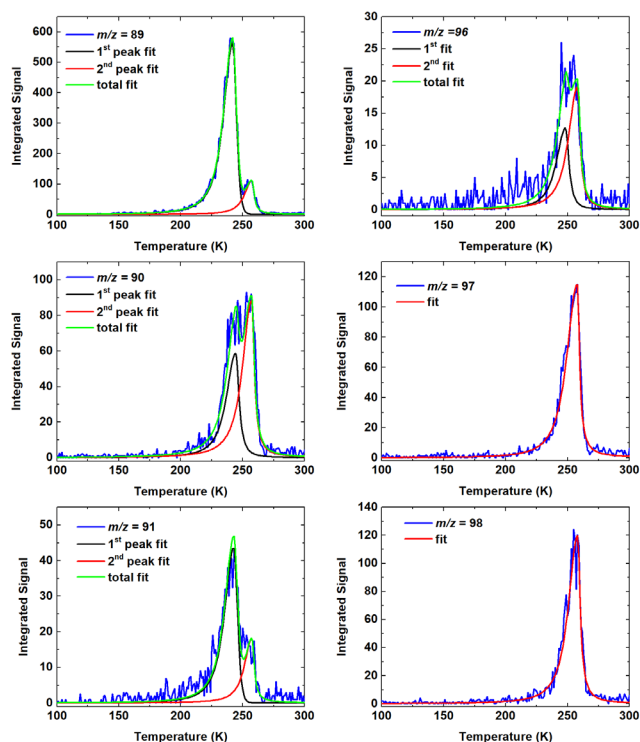 m/z = 89
1st peak fit
2nd peak fit
total fit
Integrated Signal
600
500
400
300
200
100
0
100 150 200 250 300
Temperature (K)
m/z =96
1st fit
2nd fit
total fit
Integrated Signal
30
25
20
15
10
5
0
100 150 200 250 300
Temperature (K)
m/z = 90
1st peak fit
2nd peak fit
total fit
Integrated Signal
100
80
60
40
20
0
100 150 200 250 300
Temperature (K)
m/z = 97
fit
Integrated Signal
120
100
80
60
40
20
0
100 150 200 250 300
Temperature (K)
m/z = 91
1st peak fit
2nd peak fit
total fit
Integrated Signal
50
40
30
20
10
0
100 150 200 250 300
Temperature (K)
m/z = 98
fit
Integrated Signal
140
120
100
80
60
40
20
0
100 150 200 250 300
Temperature (K)